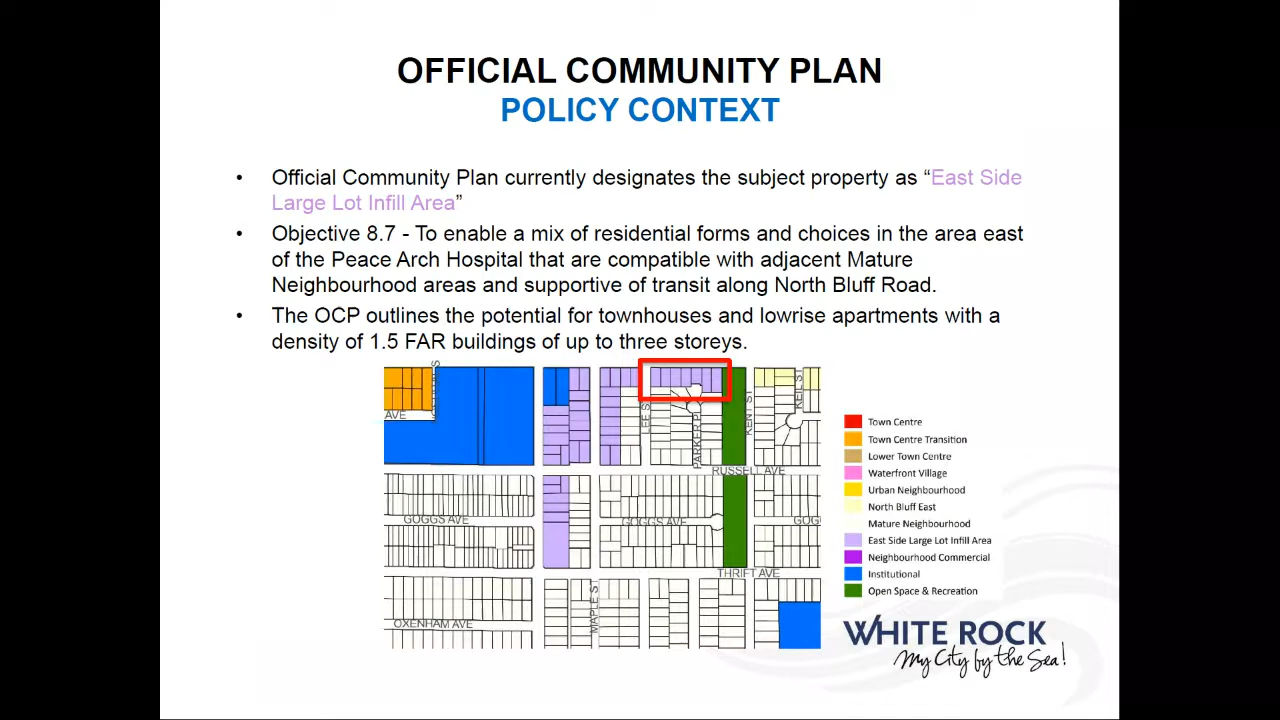 OFFICIAL COMMUNITY PLAN
POLICY CONTEXT
• Official Community Plan currently designates the subject property as “East Side
Large Lot Infill Area”
• Objective 8.7 - To enable a mix of residential forms and choices in the area east
of the Peace Arch Hospital that are compatible with adjacent Mature
Neighbourhood areas and supportive of transit along North Bluff Road.
• The OCP outlines the potential for townhouses and lowrise apartments with a
density of 1.5 FAR buildings of up to three storeys.
AVE
LEE S
PARKER P
KENT ST
KEIL ST
RUSSELL AVE
GOGGS AVE
GOGGS AVE
GOGG
THRIFT AVE
MAPLE ST
OXENHAM AVE
Town Centre
Town Centre Transition
Lower Town Centre
Waterfront Village
Urban Neighbourhood
North Bluff East
Mature Neighbourhood
East Side Large Lot Infill Area
Neighbourhood Commercial
Institutional
Open Space & Recreation
WHITE ROCK
My City by the Sea!